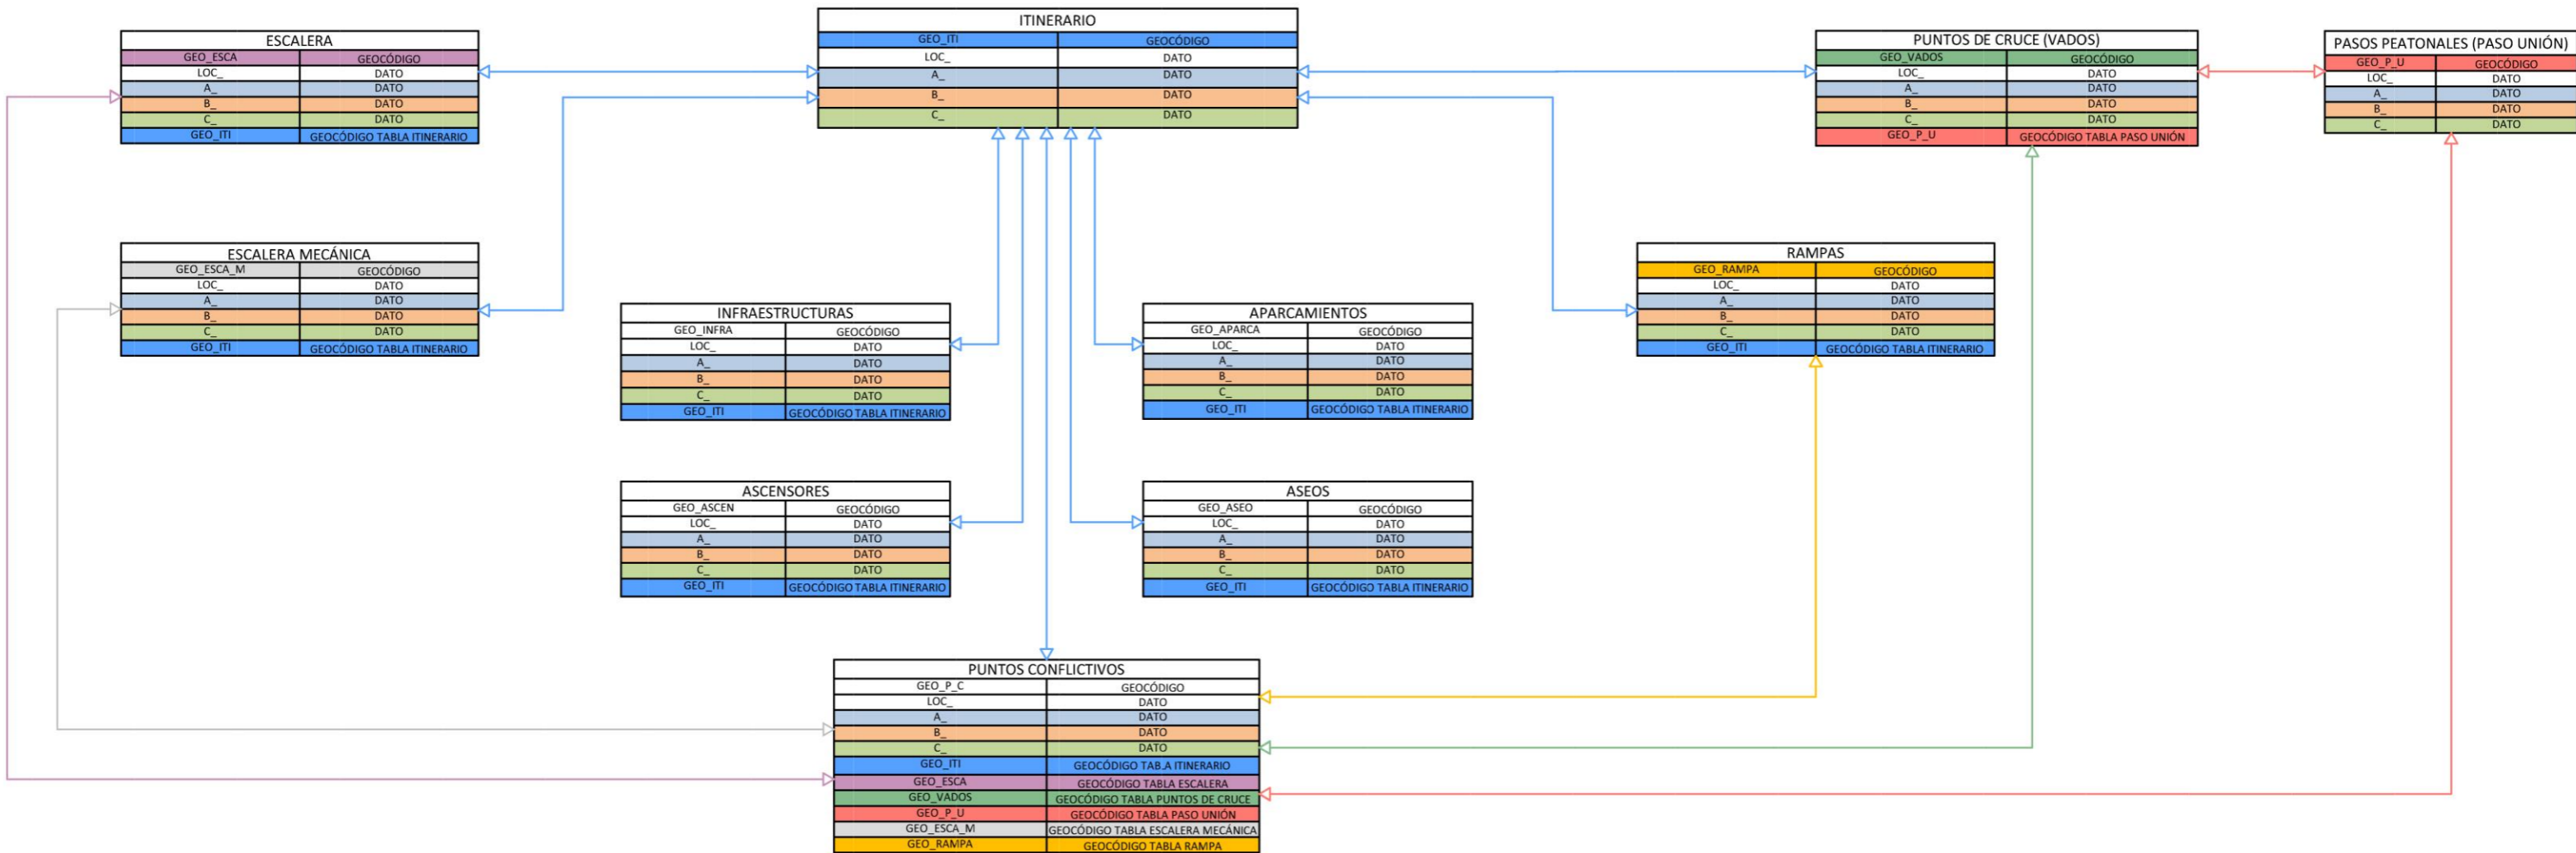 ESCALERA
GEO_ESCA GEOCÓDIGO
LOC_ DATO
A_ DATO
B_ DATO
C_ DATO
GEO_ITI GEOCÓDIGO TABLA ITINERARIO
ITINERARIO
GEO_ITI GEOCÓDIGO
LOC_ DATO
A_ DATO
B_ DATO
C_ DATO
PUNTOS DE CRUCE (VADOS)
GEO_VADOS GEOCÓDIGO
LOC_ DATO
A_ DATO
B_ DATO
C_ DATO
GEO_P_U GEOCÓDIGO TABLA PASO UNIÓN
PASOS PEATONALES (PASO UNIÓN)
GEO_P_U GEOCÓDIGO
LOC_ DATO
A_ DATO
B_ DATO
C_ DATO
ESCALERA MECÁNICA
GEO_ESCA_M GEOCÓDIGO
LOC_ DATO
A_ DATO
B_ DATO
C_ DATO
GEO_ITI GEOCÓDIGO TABLA ITINERARIO
INFRAESTRUCTURAS
GEO_INFRA GEOCÓDIGO
LOC_ DATO
A_ DATO
B_ DATO
C_ DATO
GEO_ITI GEOCÓDIGO TABLA ITINERARIO
APARCAMIENTOS
GEO_APARCA GEOCÓDIGO
LOC_ DATO
A_ DATO
B_ DATO
C_ DATO
GEO_ITI GEOCÓDIGO TABLA ITINERARIO
RAMPAS
GEO_RAMPA GEOCÓDIGO
LOC_ DATO
A_ DATO
B_ DATO
C_ DATO
GEO_ITI GEOCÓDIGO TABLA ITINERARIO
ASCENSORES
GEO_ASCEN GEOCÓDIGO
LOC_ DATO
A_ DATO
B_ DATO
C_ DATO
GEO_ITI GEOCÓDIGO TABLA ITINERARIO
ASEOS
GEO_ASEO GEOCÓDIGO
LOC_ DATO
A_ DATO
B_ DATO
C_ DATO
GEO_ITI GEOCÓDIGO TABLA ITINERARIO
PUNTOS CONFLICTIVOS
GEO_P_C GEOCÓDIGO
LOC_ DATO
A_ DATO
B_ DATO
C_ DATO
GEO_ITI GEOCÓDIGO TAB.A ITINERARIO
GEO_ESCA GEOCÓDIGO TABLA ESCALERA
GEO_VADOS GEOCÓDIGO TABLA PUNTOS DE CRUCE
GEO_P_U GEOCÓDIGO TABLA PASO UNIÓN
GEO_ESCA_M GEOCÓDIGO TABLA ESCALERA MECÁNICA
GEO_RAMPA GEOCÓDIGO TABLA RAMPA